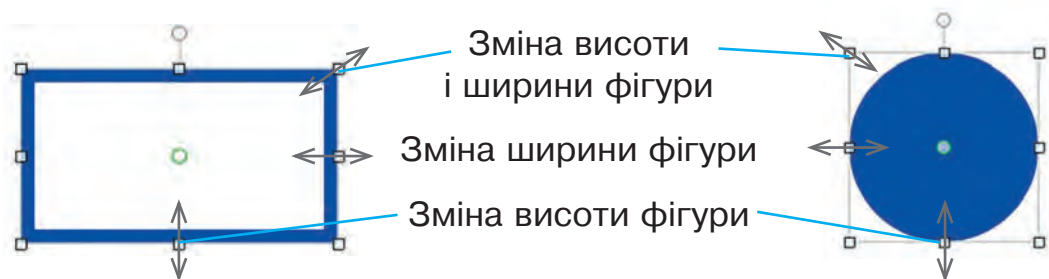 Зміна висоти
і ширини фігури
Зміна ширини фігури
Зміна висоти фігури